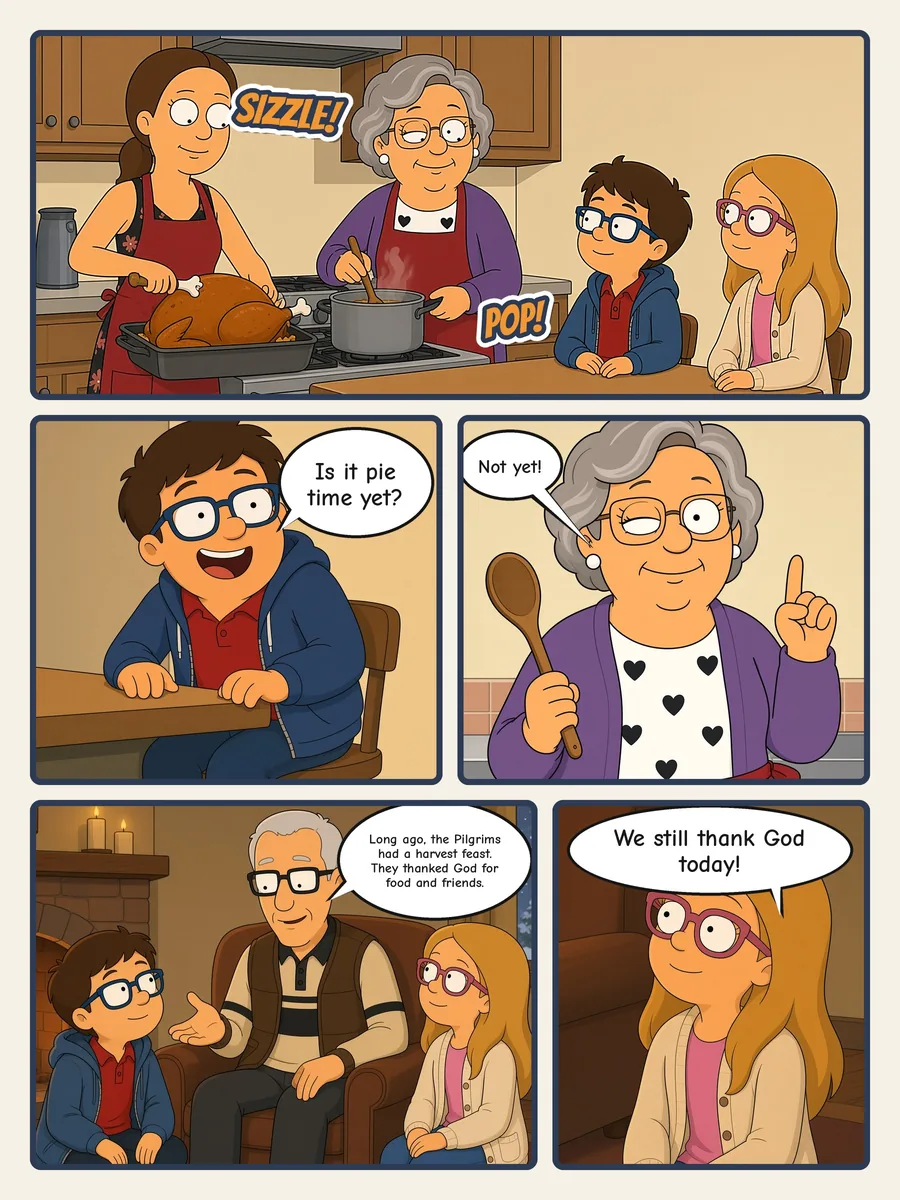 SIZZLE!
POP!
Is it pie
time yet?
Not yet!
Long ago, the Pilgrims
had a harvest feast.
They thanked God for
food and friends.
We still thank God
today!